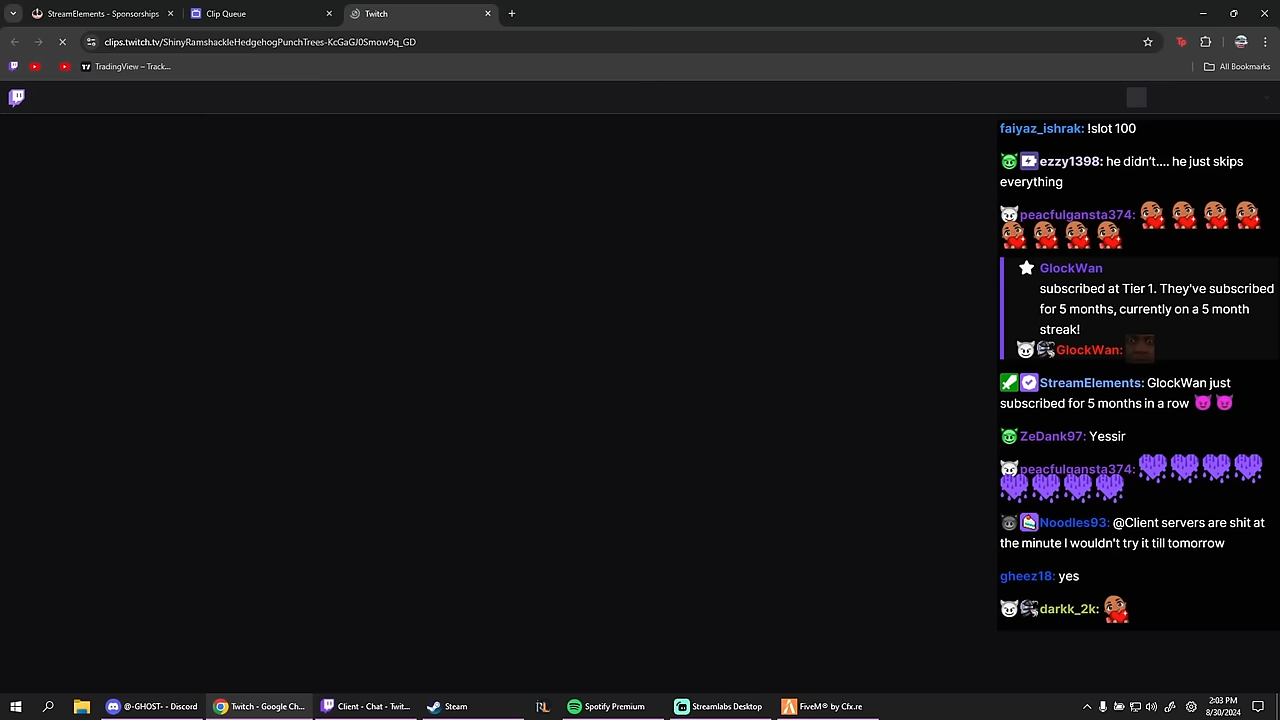 StreamElements - Sponsorships
Clip Queue
Twitch
clips.twitch.tv/ShinyRamshackleHedgehogPunchTrees-KcGaGJ0Smow9q_GD
TradingView – Track...
All Bookmarks
faiyaz_ishrak: !slot 100
ezzy1398: he didn't.... he just skips
everything
peacfulgansta374:
GlockWan
subscribed at Tier 1. They've subscribed
for 5 months, currently on a 5 month
streak!
GlockWan:
StreamElements: GlockWan just
subscribed for 5 months in a row
ZeDank97: Yessir
peacfulgansta374:
Noodles93: @Client servers are shit at
the minute I wouldn't try it till tomorrow
gheez18: yes
darkk_2k:
@-GHOST- - Discord
Twitch - Google Ch...
Client - Chat - Twit...
Steam
Spotify Premium
Streamlabs Desktop
FiveM® by Cfx.re
2:03 PM
8/30/2024